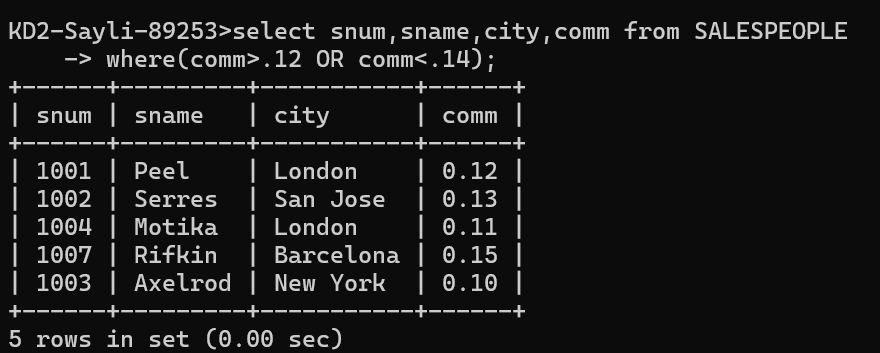 KD2-Sayli-89253>select snum,sname,city,comm from SALESPEOPLE
    -> where(comm>.12 OR comm<.14);
+------+---------+-----------+------+
| snum | sname   | city      | comm |
+------+---------+-----------+------+
| 1001 | Peel    | London    | 0.12 |
| 1002 | Serres  | San Jose  | 0.13 |
| 1004 | Motika  | London    | 0.11 |
| 1007 | Rifkin  | Barcelona | 0.15 |
| 1003 | Axelrod | New York  | 0.10 |
+------+---------+-----------+------+
5 rows in set (0.00 sec)